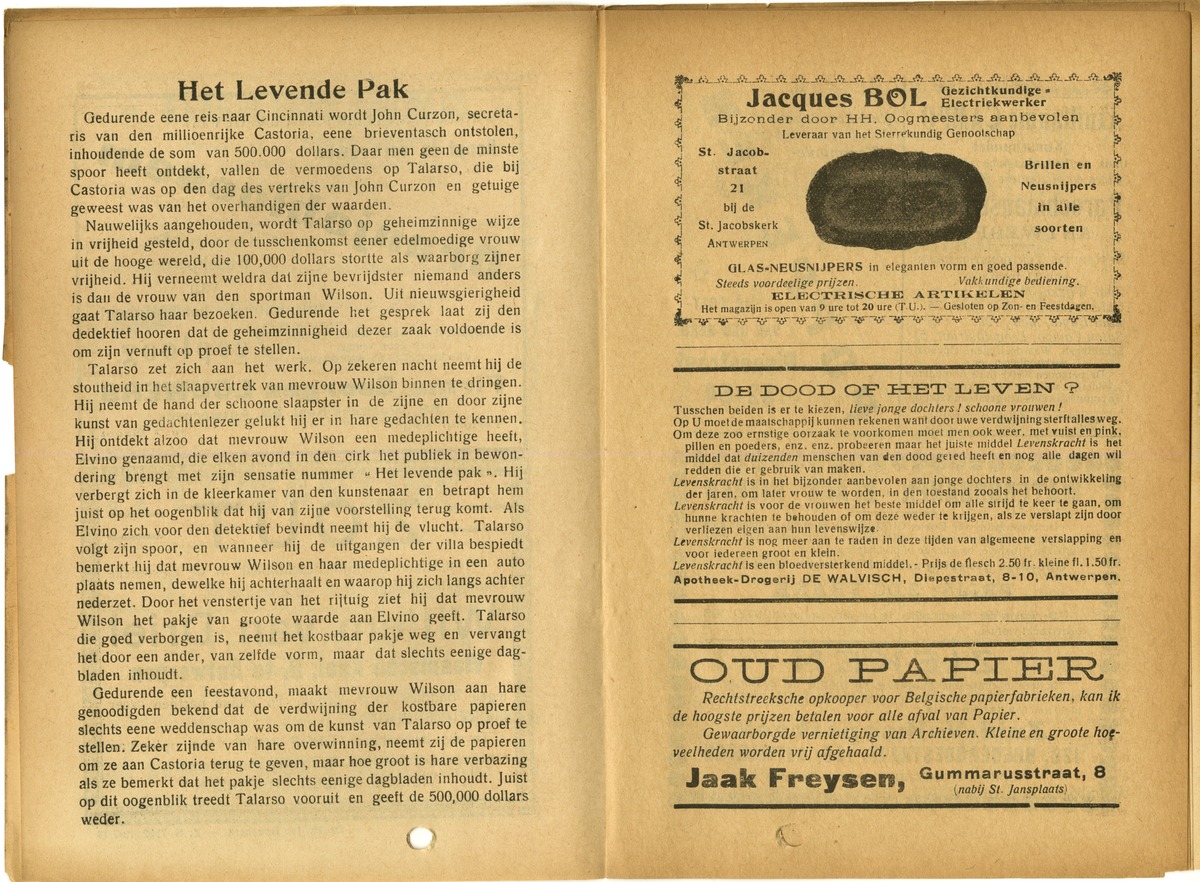 Het Levende Pak
Gedurende eene reis naar Cincinnati wordt John Curzon, secreta-
ris van den millioenrijke Castoria, eene brieventasch ontstolen,
inhoudende de som van 500.000 dollars. Daar men geen de minste
spoor heeft ontdekt, vallen de vermoedens op Talarso, die bij
Castoria was op den dag des vertreks van John Curzon en getuige
geweest was van het overhandigen der waarden.
Nauwelijks aangehouden, wordt Talarso op geheimzinnige wijze
in vrijheid gesteld, door de tusschenkomst eener edelmoedige vrouw
uit de hooge wereld, die 100,000 dollars stortte als waarborg zijner
vrijheid. Hij verneemt weldra dat zijne bevrijdster niemand anders
is dan de vrouw van den sportman Wilson. Uit nieuwsgierigheid
gaat Talarso haar bezoeken. Gedurende het gesprek laat zij den
dedektief hooren dat de geheimzinnigheid dezer zaak voldoende is
om zijn vernuft op proef te stellen.
Talarso zet zich aan het werk. Op zekeren nacht neemt hij de
stoutheid in het slaapvertrek van mevrouw Wilson binnen te dringen.
Hij neemt de hand der schoone slaapster in de zijne en door zijne
kunst van gedachtenlezer gelukt hij er in hare gedachten te kennen.
Hij ontdekt alzoo dat mevrouw Wilson een medeplichtige heeft,
Elvino genaamd, die elken avond in den cirk het publiek in bewon-
dering brengt met zijn sensatie nummer « Het levende pak ». Hij
verbergt zich in de kleerkamer van den kunstenaar en betrapt hem
juist op het oogenblik dat hij van zijne voorstelling terug komt. Als
Elvino zich voor den detektief bevindt neemt hij de vlucht. Talarso
volgt zijn spoor, en wanneer hij de uitgangen der villa bespiedt
bemerkt hij dat mevrouw Wilson en haar medeplichtige in een auto
plaats nemen, dewelke hij achterhaalt en waarop hij zich langs achter
nederzet. Door het venstertje van het rijtuig ziet hij dat mevrouw
Wilson het pakje van groote waarde aan Elvino geeft. Talarso
die goed verborgen is, neemt het kostbaar pakje weg en vervangt
het door een ander, van zelfde vorm, maar dat slechts eenige dag-
bladen inhoudt.
Gedurende een feestavond, maakt mevrouw Wilson aan hare
genoodigden bekend dat de verdwijning der kostbare papieren
slechts eene weddenschap was om de kunst van Talarso op proef te
stellen. Zeker zijnde van hare overwinning, neemt zij de papieren
om ze aan Castoria terug te geven, maar hoe groot is hare verbazing
als ze bemerkt dat het pakje slechts eenige dagbladen inhoudt. Juist
op dit oogenblik treedt Talarso vooruit en geeft de 500,000 dollars
weder.
Jacques BOL Gezichtkundige -
Electriekwerker
Bijzonder door HH. Oogmeesters aanbevolen
Leveraar van het Sterrekundig Genootschap
St. Jacob-
straat
21
bij de
St. Jacobskerk
ANTWERPEN
Brillen en
Neusnijpers
in alle
soorten
GLAS-NEUSNIJPERS in eleganten vorm en goed passende.
Steeds voordeelige prijzen. Vakkundige bediening.
ELECTRISCHE ARTIKELEN
Het magazijn is open van 9 ure tot 20 ure (T.U.). — Gesloten op Zon- en Feestdagen.
DE DOOD OF HET LEVEN ?
Tusschen beiden is er te kiezen, lieve jonge dochters ! schoone vrouwen !
Op U moet de maatschappij kunnen rekenen want door uwe verdwijning sterft alles weg.
Om deze zoo ernstige oorzaak te voorkomen moet men ook weer, met vuist en pink,
pillen en poeders, enz. enz. probeeren maar het juiste middel Levenskracht is het
middel dat duizenden menschen van den dood gered heeft en nog alle dagen wil
redden die er gebruik van maken.
Levenskracht is in het bijzonder aanbevolen aan jonge dochters in de ontwikkeling
der jaren, om later vrouw te worden, in den toestand zooals het behoort.
Levenskracht is voor de vrouwen het beste middel om alle strijd te keer te gaan, om
hunne krachten te behouden of om deze weder te krijgen, als ze verslapt zijn door
verliezen eigen aan hun levenswijze.
Levenskracht is nog meer aan te raden in deze tijden van algemeene verslapping en
voor iedereen groot en klein.
Levenskracht is een bloedversterkend middel. - Prijs de flesch 2.50 fr. kleine fl. 1.50 fr.
Apotheek-Drogerij DE WALVISCH, Diepestraat, 8-10, Antwerpen.
OUD PAPIER
Rechtstreeksche opkooper voor Belgische papierfabrieken, kan ik
de hoogste prijzen betalen voor alle afval van Papier.
Gewaarborgde vernietiging van Archieven. Kleine en groote hoe-
veelheden worden vrij afgehaald.
Jaak Freysen, Gummarusstraat, 8
(nabij St. Jansplaats)